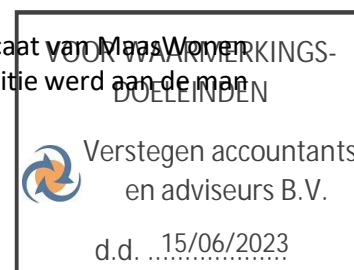 caat van MaasWonen
VOOR WAARMERKINGS-
itie werd aan de man
DOELEINDEN
Verstegen accountants
en adviseurs B.V.
d.d. 15/06/2023